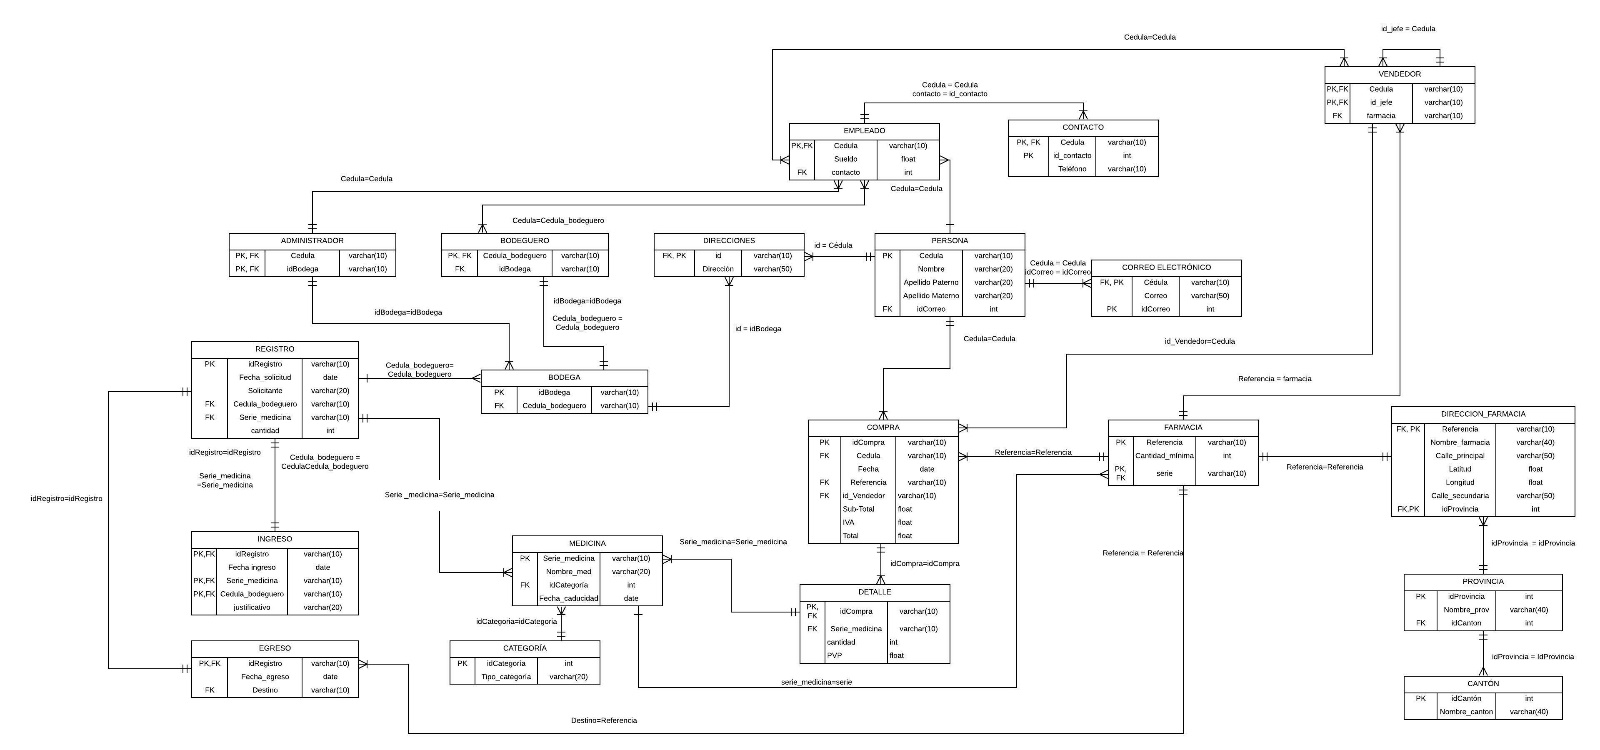 id_jefe = Cedula
Cedula=Cedula
VENDEDOR
PK,FK Cedula varchar(10)
PK,FK id_jefe varchar(10)
FK farmacia varchar(10)
Cedula = Cedula
contacto = id_contacto
EMPLEADO
PK,FK Cedula varchar(10)
Sueldo float
FK contacto int
CONTACTO
PK, FK Cedula varchar(10)
PK id_contacto int
Teléfono varchar(10)
Cedula=Cedula
Cedula=Cedula
Cedula=Cedula_bodeguero
ADMINISTRADOR
PK, FK Cedula varchar(10)
PK, FK idBodega varchar(10)
BODEGUERO
PK, FK Cedula_bodeguero varchar(10)
FK idBodega varchar(10)
DIRECCIONES
FK, PK id varchar(10)
Dirección varchar(50)
id = Cédula
PERSONA
PK Cedula varchar(10)
Nombre varchar(20)
Apellido Paterno varchar(20)
Apellido Materno varchar(20)
FK idCorreo int
Cedula = Cedula
idCorreo = idCorreo
CORREO ELECTRÓNICO
FK, PK Cédula varchar(10)
Correo varchar(50)
PK idCorreo int
idBodega=idBodega
idBodega=idBodega
Cedula_bodeguero =
Cedula_bodeguero
id = idBodega
Cedula=Cedula
id_Vendedor=Cedula
Referencia = farmacia
REGISTRO
PK idRegistro varchar(10)
Fecha_solicitud date
Solicitante varchar(20)
FK Cedula_bodeguero varchar(10)
FK Serie_medicina varchar(10)
cantidad int
Cedula_bodeguero=
Cedula_bodeguero
BODEGA
PK idBodega varchar(10)
FK Cedula_bodeguero varchar(10)
COMPRA
PK idCompra varchar(10)
FK Cedula varchar(10)
Fecha date
FK Referencia varchar(10)
FK id_Vendedor varchar(10)
Sub-Total float
IVA float
Total float
Referencia=Referencia
FARMACIA
PK Referencia varchar(10)
Cantidad_mínima int
PK,
FK serie varchar(10)
Referencia=Referencia
DIRECCION_FARMACIA
FK, PK Referencia varchar(10)
Nombre_farmacia varchar(40)
Calle_principal varchar(50)
Latitud float
Longitud float
Calle_secundaria varchar(50)
FK,PK idProvincia int
idRegistro=idRegistro
Serie_medicina
=Serie_medicina
Cedula_bodeguero =
CedulaCedula_bodeguero
idRegistro=idRegistro
Serie_medicina=Serie_medicina
INGRESO
PK,FK idRegistro varchar(10)
Fecha ingreso date
PK,FK Serie_medicina varchar(10)
PK,FK Cedula_bodeguero varchar(10)
justificativo varchar(20)
MEDICINA
PK Serie_medicina varchar(10)
Nombre_med varchar(20)
FK idCategoría int
Fecha_caducidad date
Serie_medicina=Serie_medicina
idCompra=idCompra
DETALLE
PK,
FK idCompra varchar(10)
FK Serie_medicina varchar(10)
cantidad int
PVP float
Referencia = Referencia
idProvincia = idProvincia
PROVINCIA
PK idProvincia int
Nombre_prov varchar(40)
FK idCanton int
idCategoria=idCategoria
EGRESO
PK,FK idRegistro varchar(10)
Fecha_egreso date
FK Destino varchar(10)
CATEGORÍA
PK idCategoría int
Tipo_categoría varchar(20)
idProvincia = IdProvincia
CANTÓN
PK idCantón int
Nombre_canton varchar(40)
serie_medicina=serie
Destino=Referencia